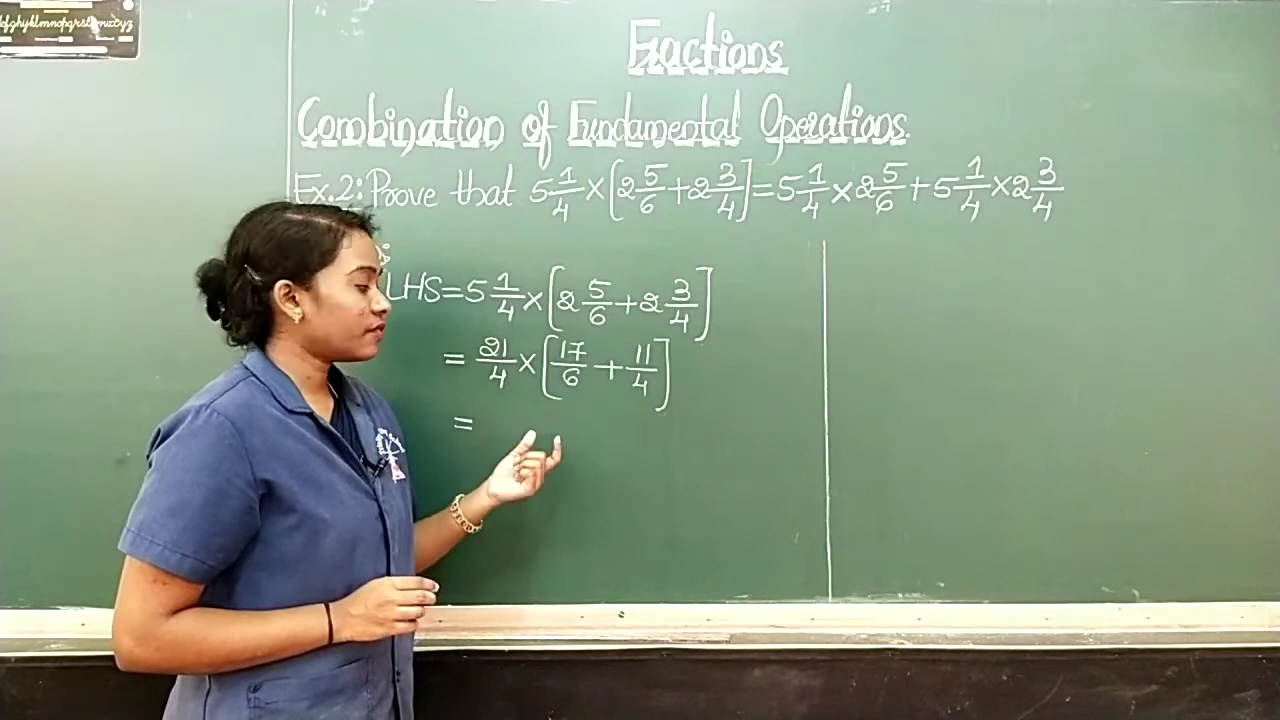 efghyklmnopqrstuvwxyz
Fractions
Combination of Fundamental Operations.
Ex.2: Prove that 5 1/4 × [2 5/6 + 2 3/4] = 5 1/4 × 2 5/6 + 5 1/4 × 2 3/4
LHS = 5 1/4 × [2 5/6 + 2 3/4]
= 21/4 × [17/6 + 11/4]
=